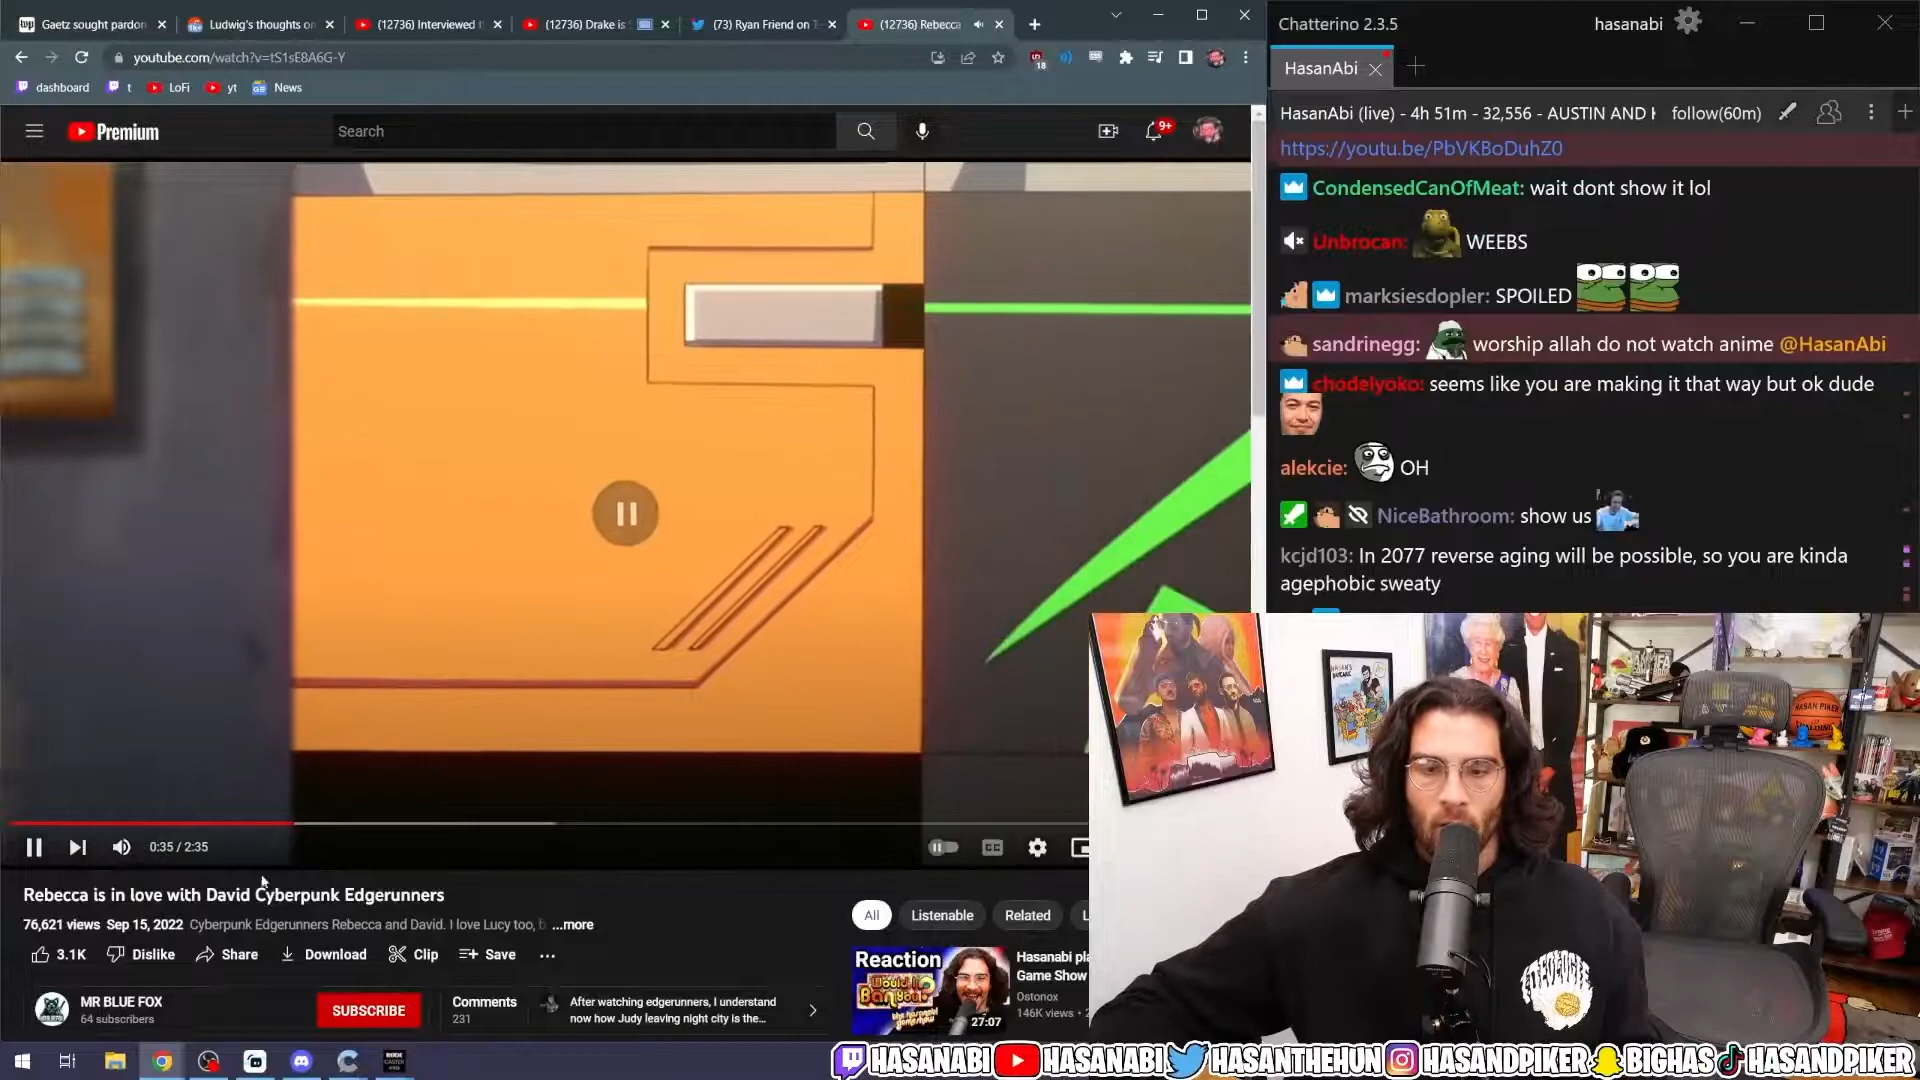 Gaetz sought pardon
Ludwig's thoughts on
(12736) Interviewed
(12736) Drake is
(73) Ryan Friend on T
(12736) Rebecca
youtube.com/watch?v=tS1sE8A6G-Y
18
dashboard
t
LoFi
yt
News
Premium
Search
9+
0:35 / 2:35
Rebecca is in love with David Cyberpunk Edgerunners
76,621 views Sep 15, 2022 Cyberpunk Edgerunners Rebecca and David. I love Lucy too, b ...more
3.1K
Dislike
Share
Download
Clip
Save
MR BLUE FOX
64 subscribers
SUBSCRIBE
Comments
231
After watching edgerunners, I understand
now how Judy leaving night city is the...
All
Listenable
Related
Reaction
Would
Ban you?
27:07
Hasanabi pla
Game Show
Ostonox
146K views
Chatterino 2.3.5
hasanabi
HasanAbi
HasanAbi (live) - 4h 51m - 32,556 - AUSTIN AND
follow(60m)
https://youtu.be/PbVKBoDuhZ0
CondensedCanOfMeat: wait dont show it lol
Unbrocan: WEEBS
marksiesdopler: SPOILED
sandrinegg: worship allah do not watch anime @HasanAbi
chodelyoko: seems like you are making it that way but ok dude
alekcie: OH
NiceBathroom: show us
kcjd103: In 2077 reverse aging will be possible, so you are kinda
agephobic sweaty
HASAN PIKER
SPALDING
HASANABI HASANABI HASANTHEHUN HASANDPIKER BIGHAS HASANDPIKER